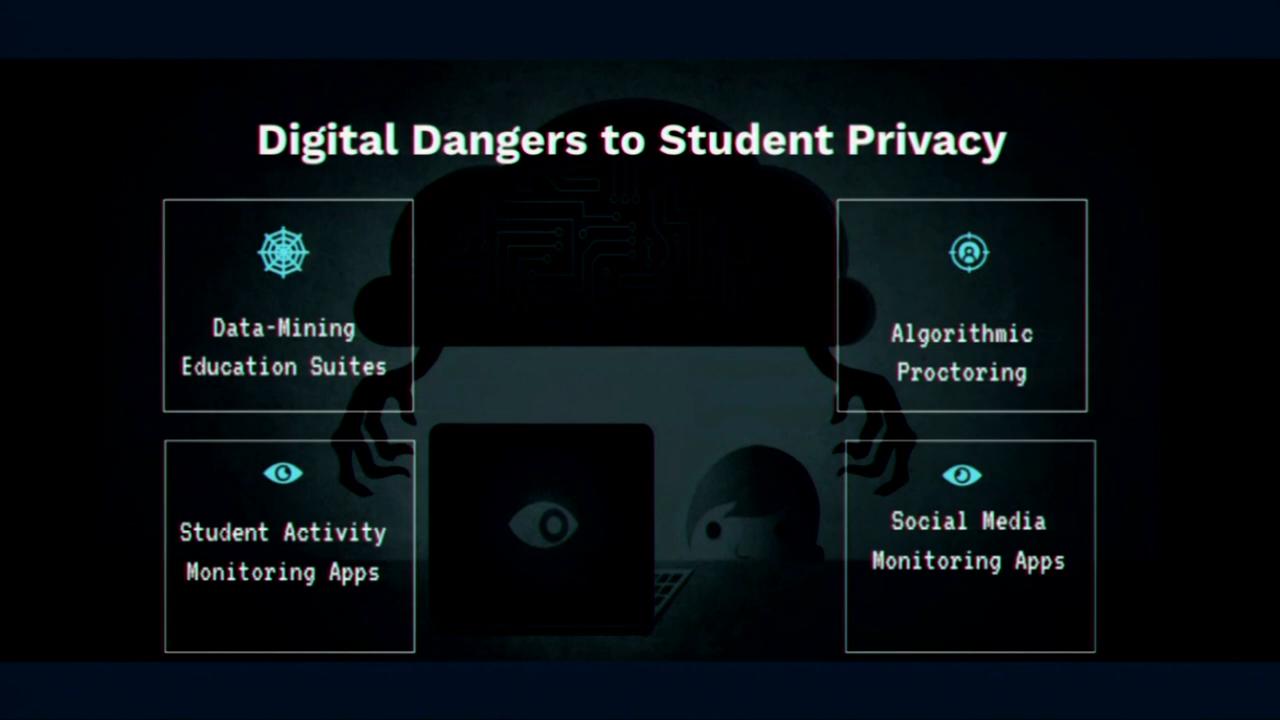 Digital Dangers to Student Privacy
Data-Mining
Education Suites
Algorithmic
Proctoring
Student Activity
Monitoring Apps
Social Media
Monitoring Apps